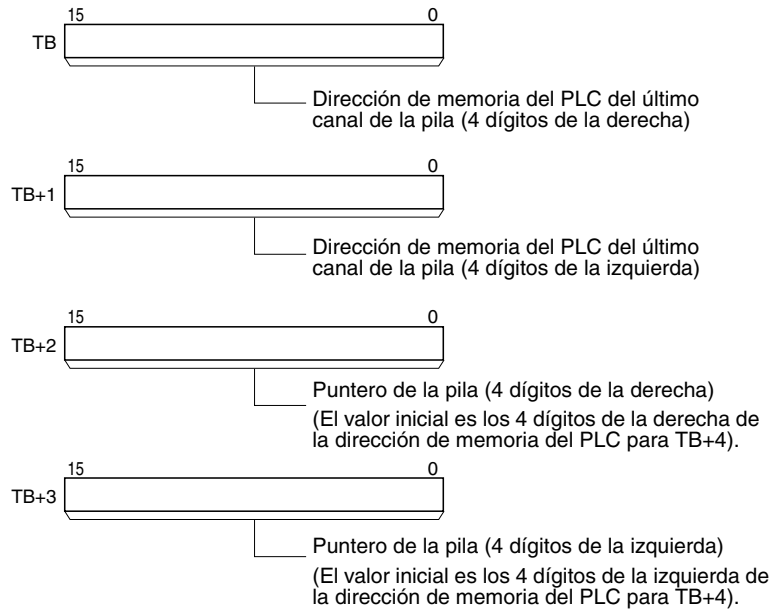 15 0
TB
Dirección de memoria del PLC del último
canal de la pila (4 dígitos de la derecha)
15 0
TB+1
Dirección de memoria del PLC del último
canal de la pila (4 dígitos de la izquierda)
15 0
TB+2
Puntero de la pila (4 dígitos de la derecha)
(El valor inicial es los 4 dígitos de la derecha de
la dirección de memoria del PLC para TB+4).
15 0
TB+3
Puntero de la pila (4 dígitos de la izquierda)
(El valor inicial es los 4 dígitos de la izquierda de
la dirección de memoria del PLC para TB+4).